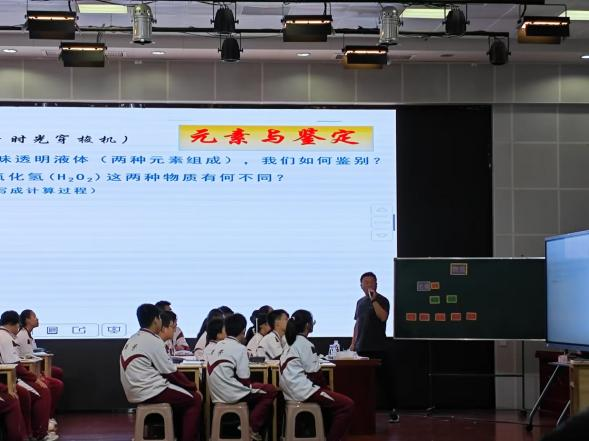 时光穿梭机）
元素与鉴定
味透明液体（两种元素组成），我们如何鉴别？
氧化氢(H₂O₂)这两种物质有何不同？
写成计算过程）